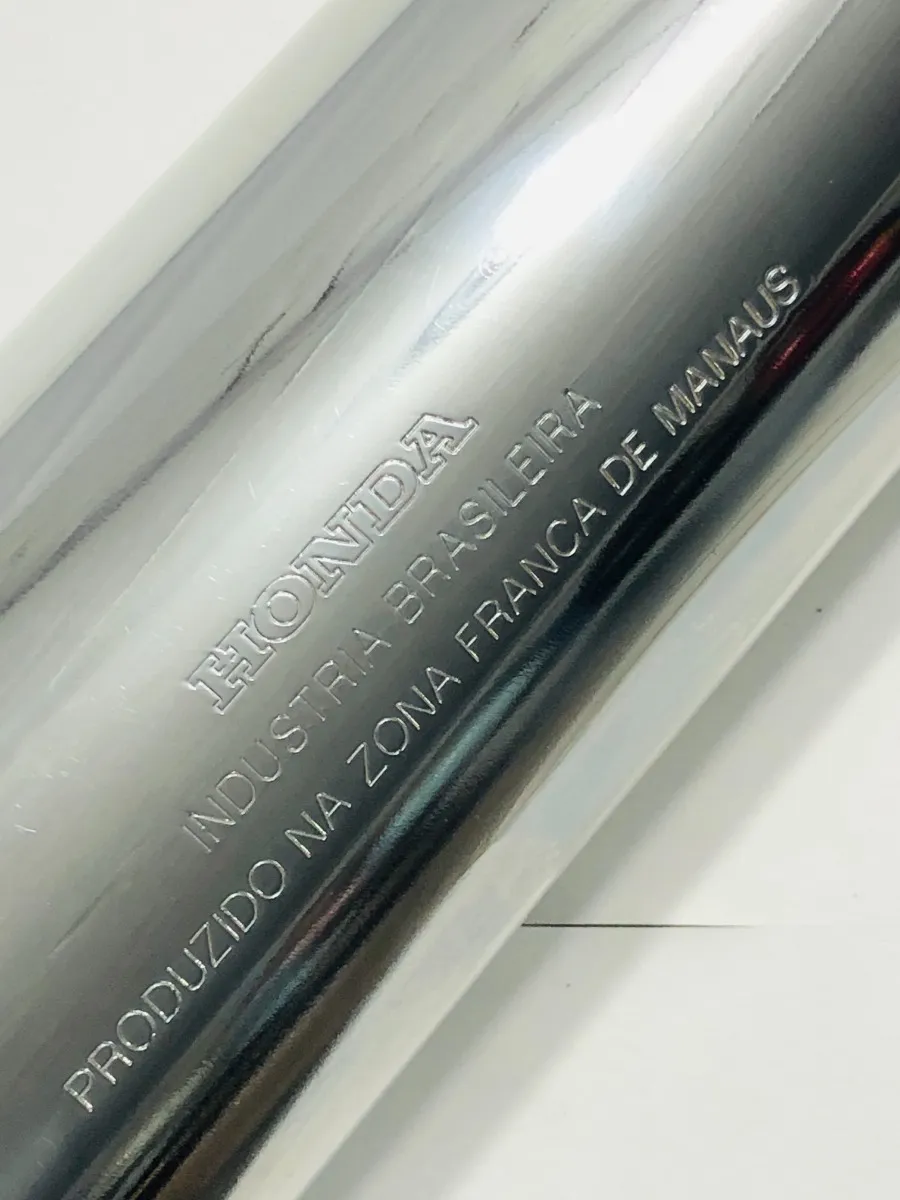 HONDA
INDUSTRIA BRASILEIRA
PRODUZIDO NA ZONA FRANCA DE MANAUS